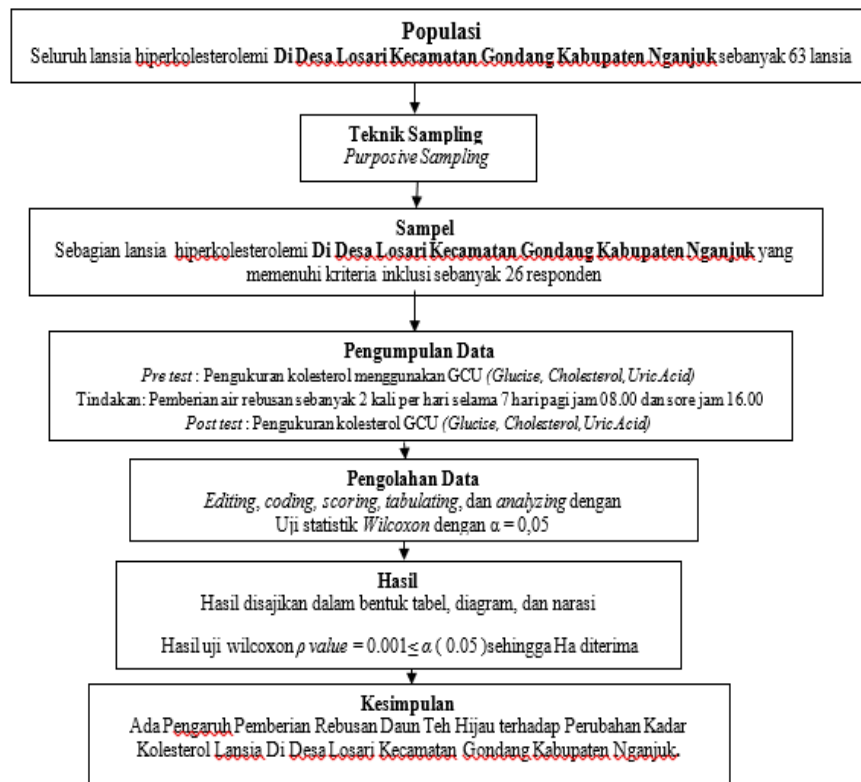 Populasi
Seluruh lansia hiperkolesterolemi Di Desa Losari Kecamatan Gondang Kabupaten Nganjuk sebanyak 63 lansia
Teknik Sampling
Purposive Sampling
Sampel
Sebagian lansia hiperkolesterolemi Di Desa Losari Kecamatan Gondang Kabupaten Nganjuk yang
memenuhi kriteria inklusi sebanyak 26 responden
Pengumpulan Data
Pre test : Pengukuran kolesterol menggunakan GCU (Glucise, Cholesterol, Uric Acid)
Tindakan: Pemberian air rebusan sebanyak 2 kali per hari selama 7 hari pagi jam 08.00 dan sore jam 16.00
Post test : Pengukuran kolesterol GCU (Glucise, Cholesterol, Uric Acid)
Pengolahan Data
Editing, coding, scoring, tabulating, dan analyzing dengan
Uji statistik Wilcoxon dengan α = 0,05
Hasil
Hasil disajikan dalam bentuk tabel, diagram, dan narasi
Hasil uji wilcoxon ρ value = 0.001 ≤ α ( 0.05 )sehingga Ha diterima
Kesimpulan
Ada Pengaruh Pemberian Rebusan Daun Teh Hijau terhadap Perubahan Kadar
Kolesterol Lansia Di Desa Losari Kecamatan Gondang Kabupaten Nganjuk.